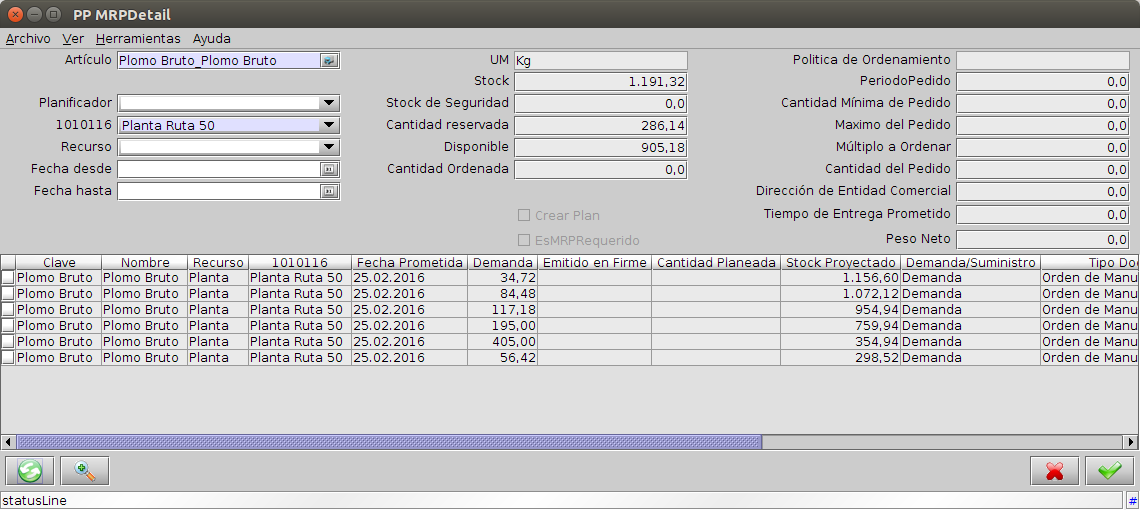 PP MRPDetail
Archivo Ver Herramientas Ayuda
Artículo Plomo Bruto_Plomo Bruto UM Kg Politica de Ordenamiento
Stock 1.191,32 PeriodoPedido 0,0
Planificador Stock de Seguridad 0,0 Cantidad Mínima de Pedido 0,0
1010116 Planta Ruta 50 Cantidad reservada 286,14 Maximo del Pedido 0,0
Recurso Disponible 905,18 Múltiplo a Ordenar 0,0
Fecha desde Cantidad Ordenada 0,0 Cantidad del Pedido 0,0
Fecha hasta Dirección de Entidad Comercial 0,0
Crear Plan Tiempo de Entrega Prometido 0,0
EsMRPRequerido Peso Neto 0,0
Clave Nombre Recurso 1010116 Fecha Prometida Demanda Emitido en Firme Cantidad Planeada Stock Proyectado Demanda/Suministro Tipo Doc
Plomo Bruto Plomo Bruto Planta Planta Ruta 50 25.02.2016 34,72 1.156,60 Demanda Orden de Manu
Plomo Bruto Plomo Bruto Planta Planta Ruta 50 25.02.2016 84,48 1.072,12 Demanda Orden de Manu
Plomo Bruto Plomo Bruto Planta Planta Ruta 50 25.02.2016 117,18 954,94 Demanda Orden de Manu
Plomo Bruto Plomo Bruto Planta Planta Ruta 50 25.02.2016 195,00 759,94 Demanda Orden de Manu
Plomo Bruto Plomo Bruto Planta Planta Ruta 50 25.02.2016 405,00 354,94 Demanda Orden de Manu
Plomo Bruto Plomo Bruto Planta Planta Ruta 50 25.02.2016 56,42 298,52 Demanda Orden de Manu
statusLine #